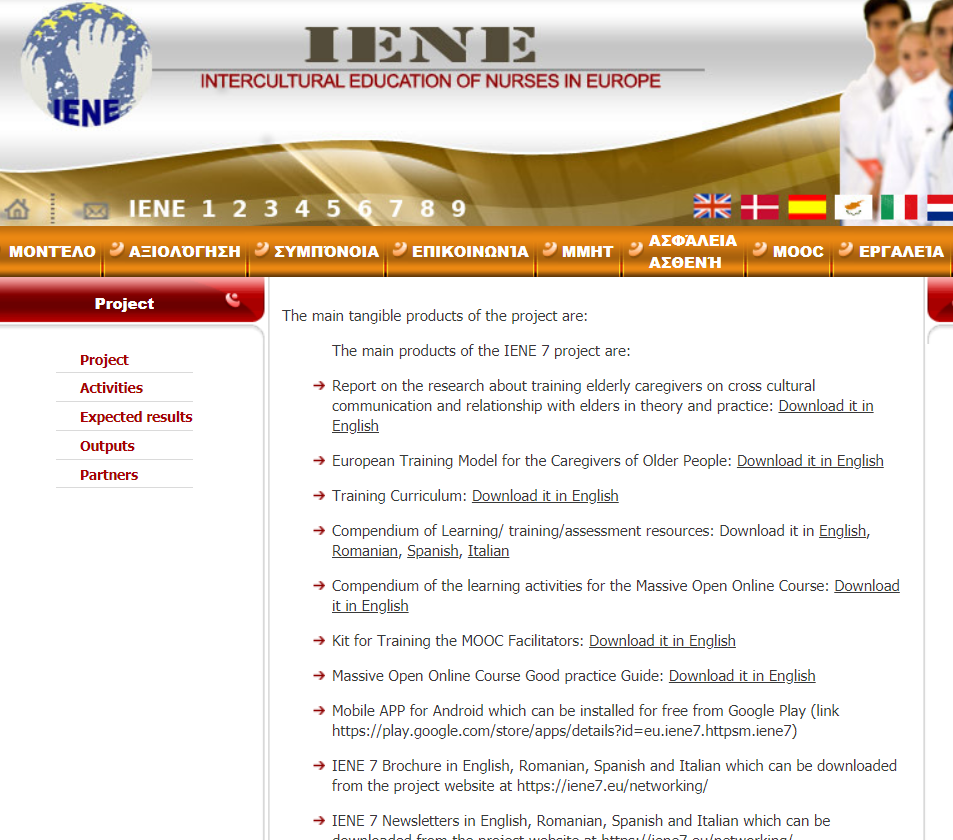 IENE
INTERCULTURAL EDUCATION OF NURSES IN EUROPE
IENE
IENE 1 2 3 4 5 6 7 8 9
ΜΟΝΤΈΛΟ ΑΞΙΟΛΌΓΗΣΗ ΣΥΜΠΌΝΟΙΑ ΕΠΙΚΟΙΝΩΝΊΑ ΜΜΗΤ ΑΣΦΆΛΕΙΑ
ΑΣΘΕΝΉ MOOC ΕΡΓΑΛΕΊΑ
Project
Project
Activities
Expected results
Outputs
Partners
The main tangible products of the project are:
The main products of the IENE 7 project are:
Report on the research about training elderly caregivers on cross cultural
communication and relationship with elders in theory and practice: Download it in
English
European Training Model for the Caregivers of Older People: Download it in English
Training Curriculum: Download it in English
Compendium of Learning/ training/assessment resources: Download it in English,
Romanian, Spanish, Italian
Compendium of the learning activities for the Massive Open Online Course: Download
it in English
Kit for Training the MOOC Facilitators: Download it in English
Massive Open Online Course Good practice Guide: Download it in English
Mobile APP for Android which can be installed for free from Google Play (link
https://play.google.com/store/apps/details?id=eu.iene7.httpsm.iene7)
IENE 7 Brochure in English, Romanian, Spanish and Italian which can be downloaded
from the project website at https://iene7.eu/networking/
IENE 7 Newsletters in English, Romanian, Spanish and Italian which can be
downloaded from the project website at https://iene7.eu/networking/